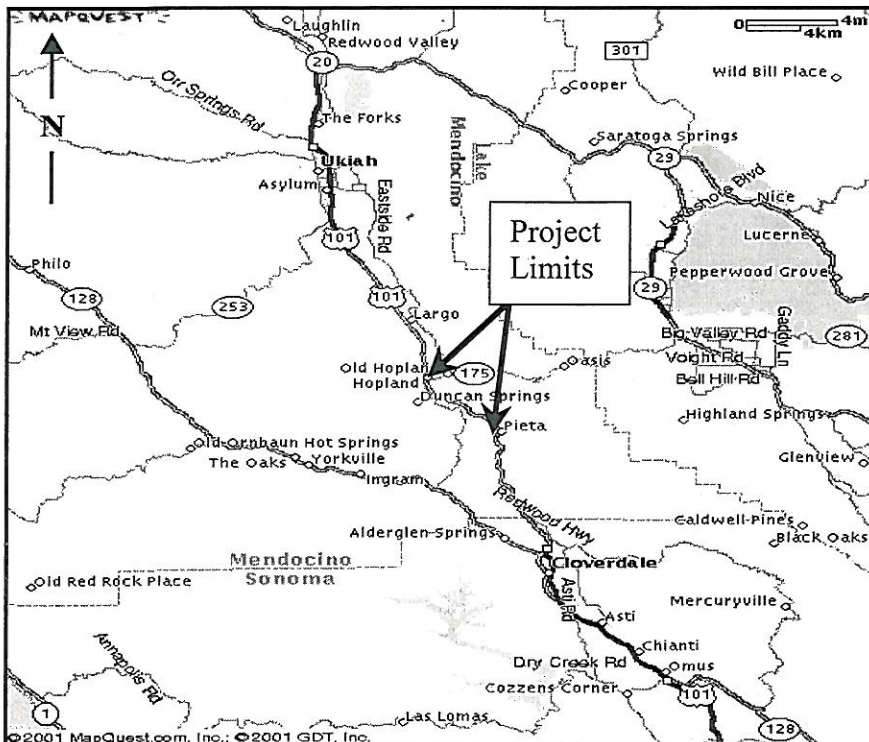 MAPQUEST
Laughlin
Redwood Valley
0 4m
4km
20
301
Wild Bill Place
Cooper
Orr Springs Rd
N
The Forks
Mendocino
Lake
Saratoga Springs
Ukiah
29
Asylum
Eastside Rd
Lakeshore Blvd
Nice
Project
Limits
Lucerne
101
Philo
Pepperwood Grove
128
101
29
253
Largo
Mt View Rd
Big Valley Rd
Gaddy Ln
281
Voight Rd
Old Hoplan
175
Oasis
Hopland
Bell Hill Rd
Duncan Springs
Highland Springs
Pieta
Old Ornbaun Hot Springs
The Oaks
Yorkville
Glenview
Ingram
Redwood Hwy
Caldwell Pines
Alderglen Springs
Black Oaks
Mendocino
Sonoma
Cloverdale
Old Red Rock Place
Asti Rd
Mercuryville
Asti
Annapolis Rd
Chianti
Dry Creek Rd
Omus
Cozzens Corner
101
1
Las Lomas
128
©2001 MapQuest.com, Inc.; ©2001 GDT, Inc.